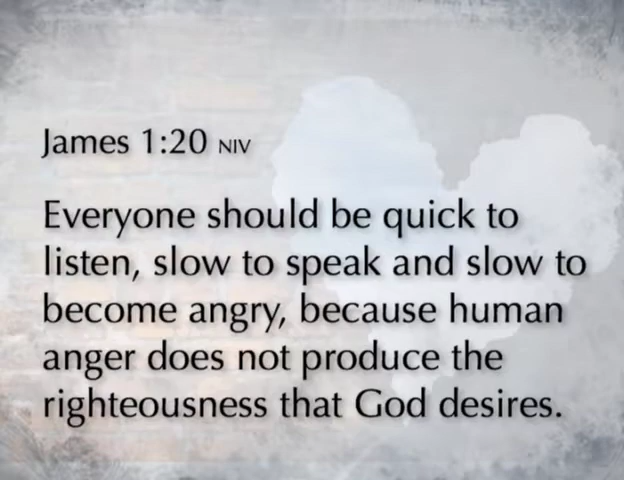 James 1:20 NIV
Everyone should be quick to
listen, slow to speak and slow to
become angry, because human
anger does not produce the
righteousness that God desires.